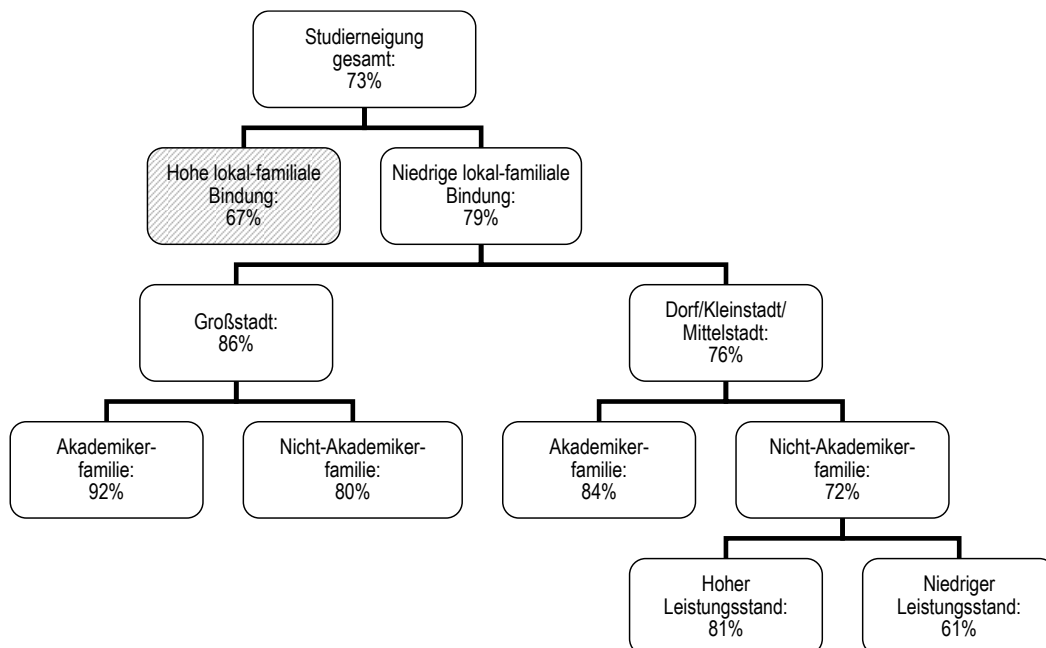 Studierneigung
gesamt:
73%
Hohe lokal-familiale
Bindung:
67%
Niedrige lokal-familiale
Bindung:
79%
Großstadt:
86%
Dorf/Kleinstadt/
Mittelstadt:
76%
Akademiker-
familie:
92%
Nicht-Akademiker-
familie:
80%
Akademiker-
familie:
84%
Nicht-Akademiker-
familie:
72%
Hoher
Leistungsstand:
81%
Niedriger
Leistungsstand:
61%